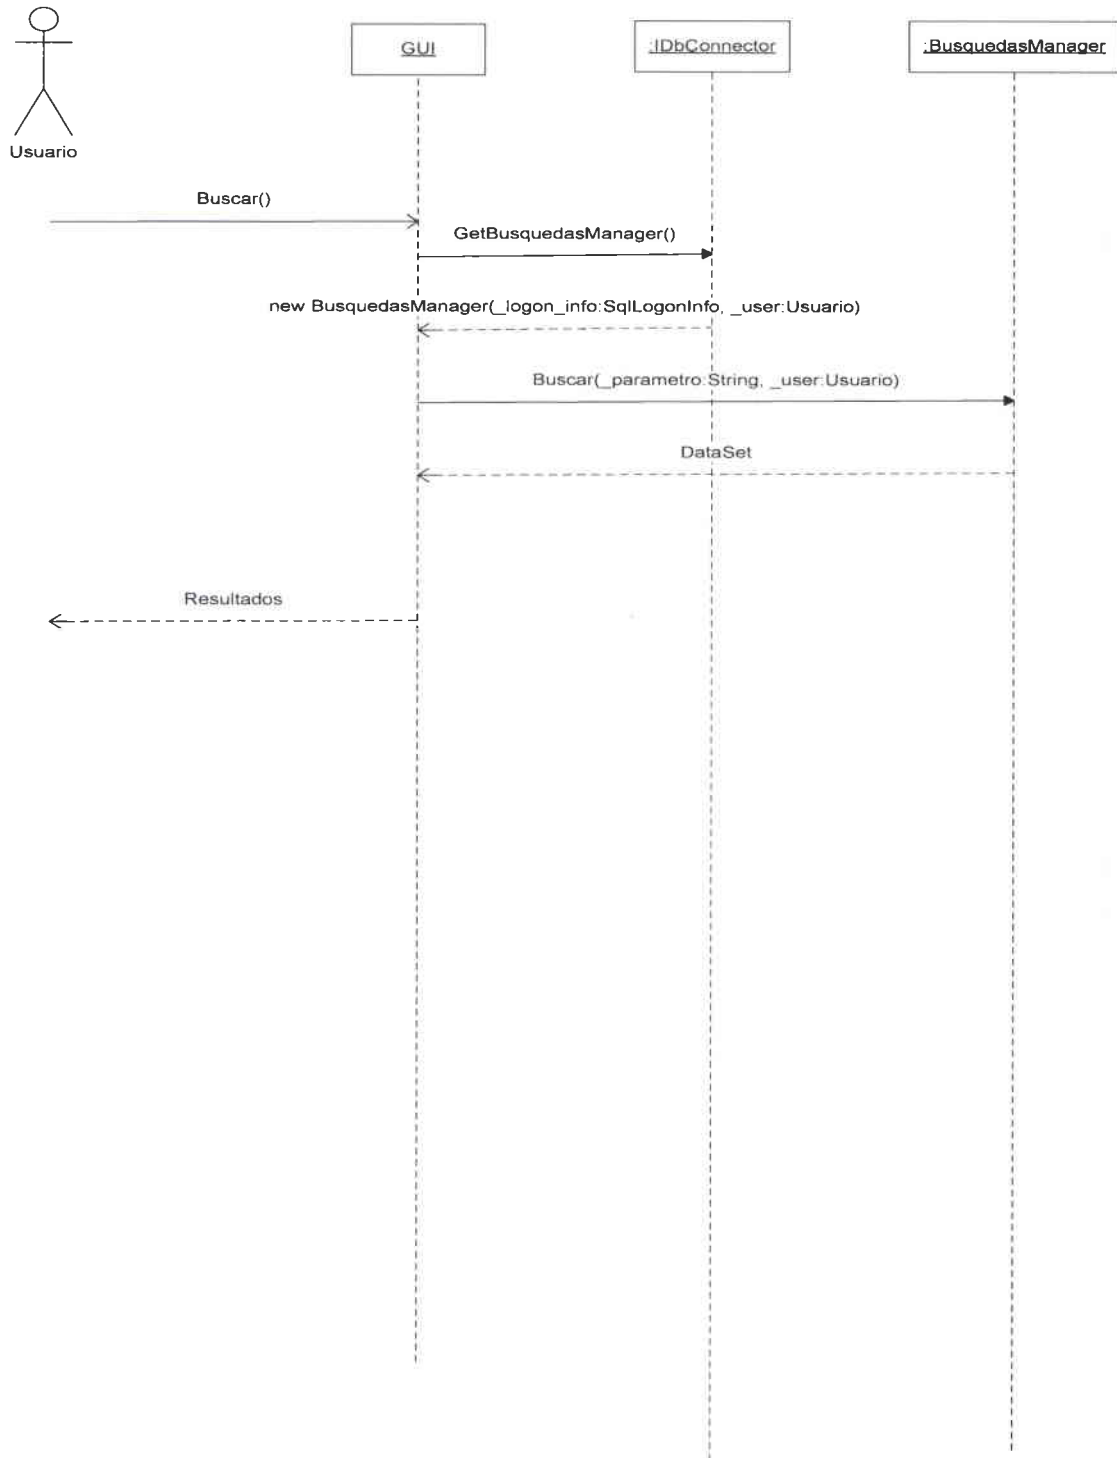 GUI
:IDbConnector
:BusquedasManager
Usuario
Buscar()
GetBusquedasManager()
new BusquedasManager(_logon_info:SqlLogonInfo, _user:Usuario)
Buscar(_parametro:String, _user:Usuario)
DataSet
Resultados